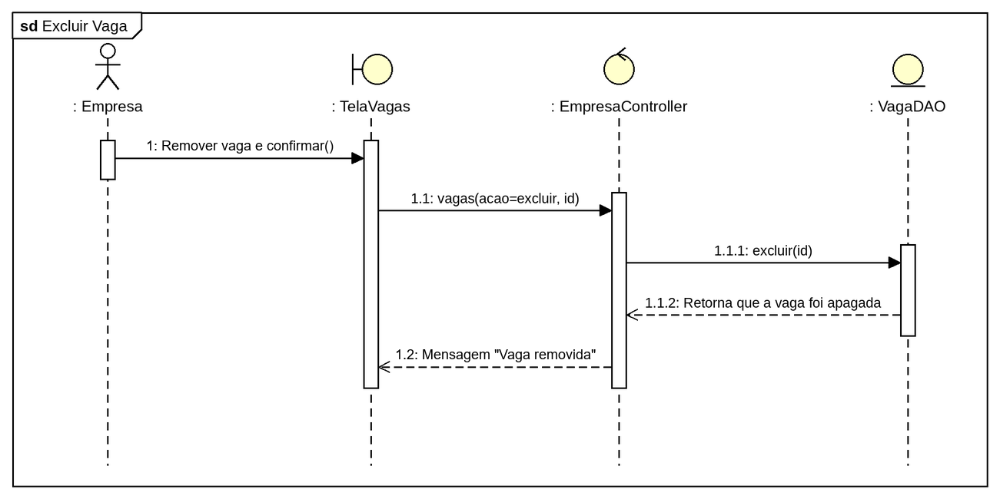 sd Excluir Vaga
: Empresa
: TelaVagas
: EmpresaController
: VagaDAO
1: Remover vaga e confirmar()
1.1: vagas(acao=excluir, id)
1.1.1: excluir(id)
1.1.2: Retorna que a vaga foi apagada
1.2: Mensagem "Vaga removida"